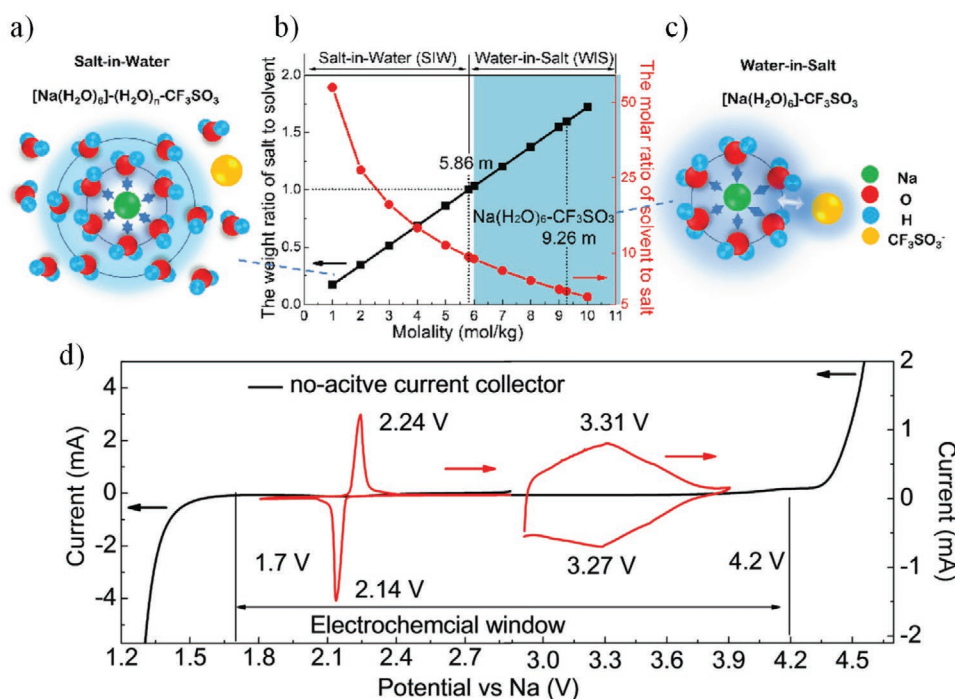 a)
Salt-in-Water
[Na(H2O)6]-(H2O)n-CF3SO3
b)
Salt-in-Water (SIW)
Water-in-Salt (WIS)
The weight ratio of salt to solvent
2.0
1.5
1.0
0.5
0.0
5.86 m
Na(H2O)6-CF3SO3
9.26 m
50
25
10
5
The molar ratio of solvent to salt
0 1 2 3 4 5 6 7 8 9 10 11
Molality (mol/kg)
c)
Water-in-Salt
[Na(H2O)6]-CF3SO3
Na
O
H
CF3SO3-
d)
no-acitve current collector
Current (mA)
4
2
0
-2
-4
2.24 V
3.31 V
1.7 V
2.14 V
3.27 V
4.2 V
Electrochemcial window
2
1
0
-1
-2
Current (mA)
1.2 1.5 1.8 2.1 2.4 2.7 3.0 3.3 3.6 3.9 4.2 4.5
Potential vs Na (V)